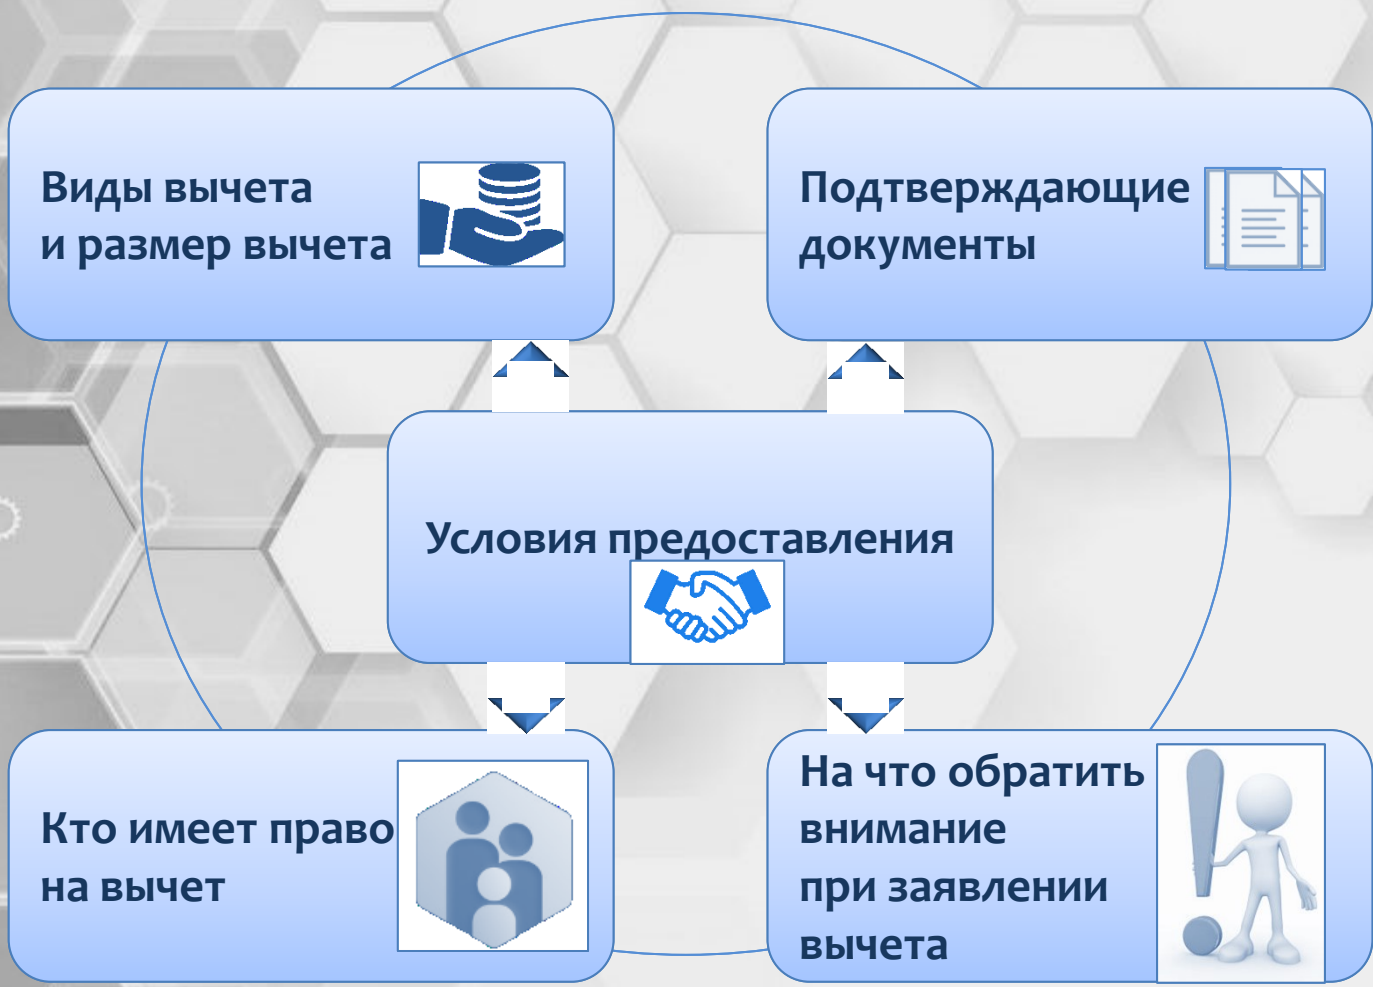 Виды вычета
и размер вычета
Подтверждающие
документы
Условия предоставления
Кто имеет право
на вычет
На что обратить
внимание
при заявлении
вычета